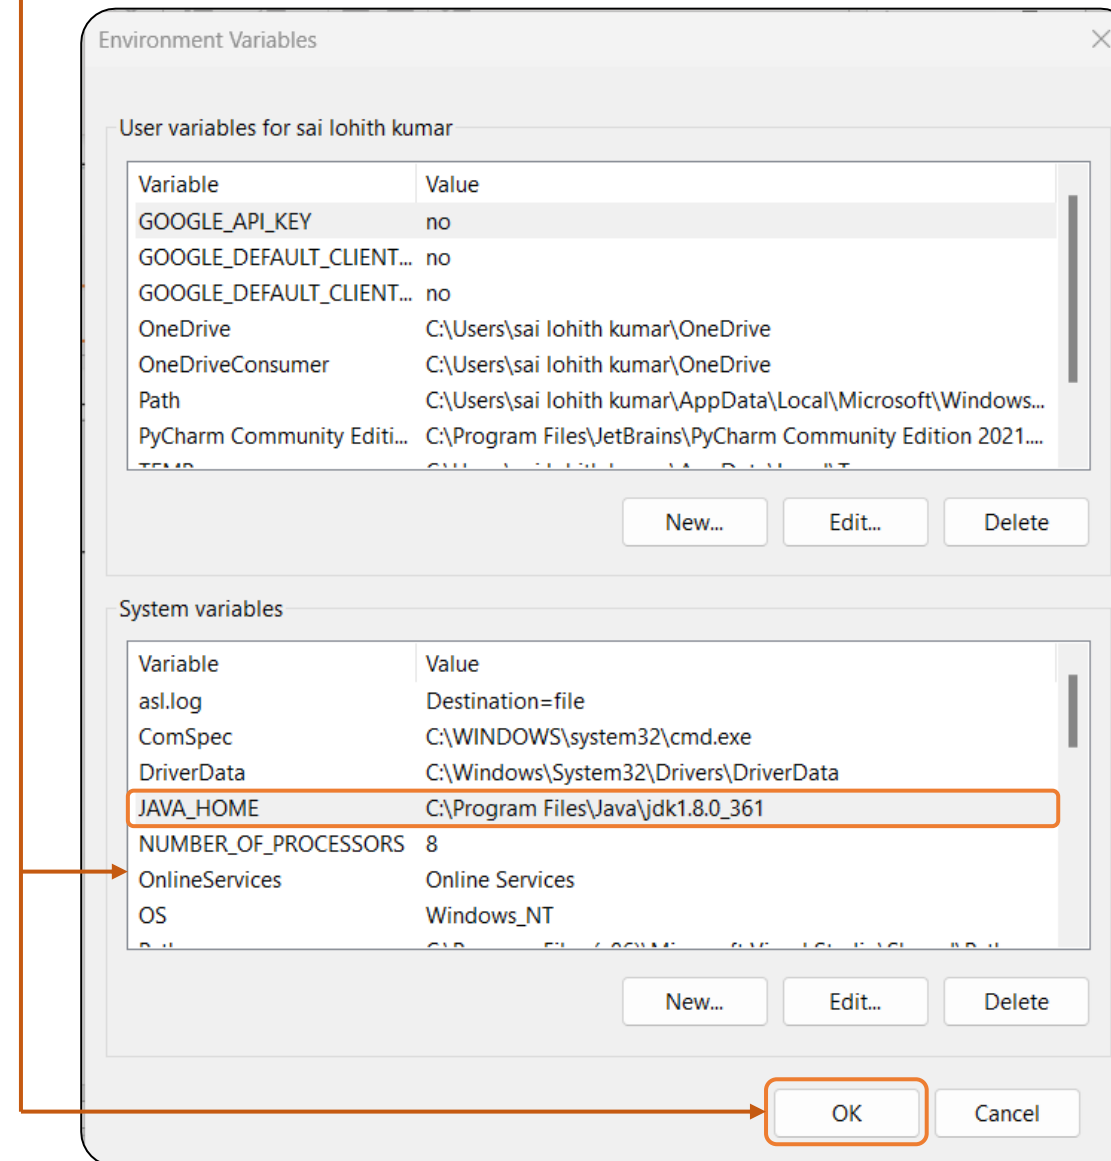 Environment Variables
User variables for sai lohith kumar
Variable Value
GOOGLE_API_KEY no
GOOGLE_DEFAULT_CLIENT... no
GOOGLE_DEFAULT_CLIENT... no
OneDrive C:\Users\sai lohith kumar\OneDrive
OneDriveConsumer C:\Users\sai lohith kumar\OneDrive
Path C:\Users\sai lohith kumar\AppData\Local\Microsoft\Windows...
PyCharm Community Editi... C:\Program Files\JetBrains\PyCharm Community Edition 2021....
New... Edit... Delete
System variables
Variable Value
asl.log Destination=file
ComSpec C:\WINDOWS\system32\cmd.exe
DriverData C:\Windows\System32\Drivers\DriverData
JAVA_HOME C:\Program Files\Java\jdk1.8.0_361
NUMBER_OF_PROCESSORS 8
OnlineServices Online Services
OS Windows_NT
New... Edit... Delete
OK Cancel